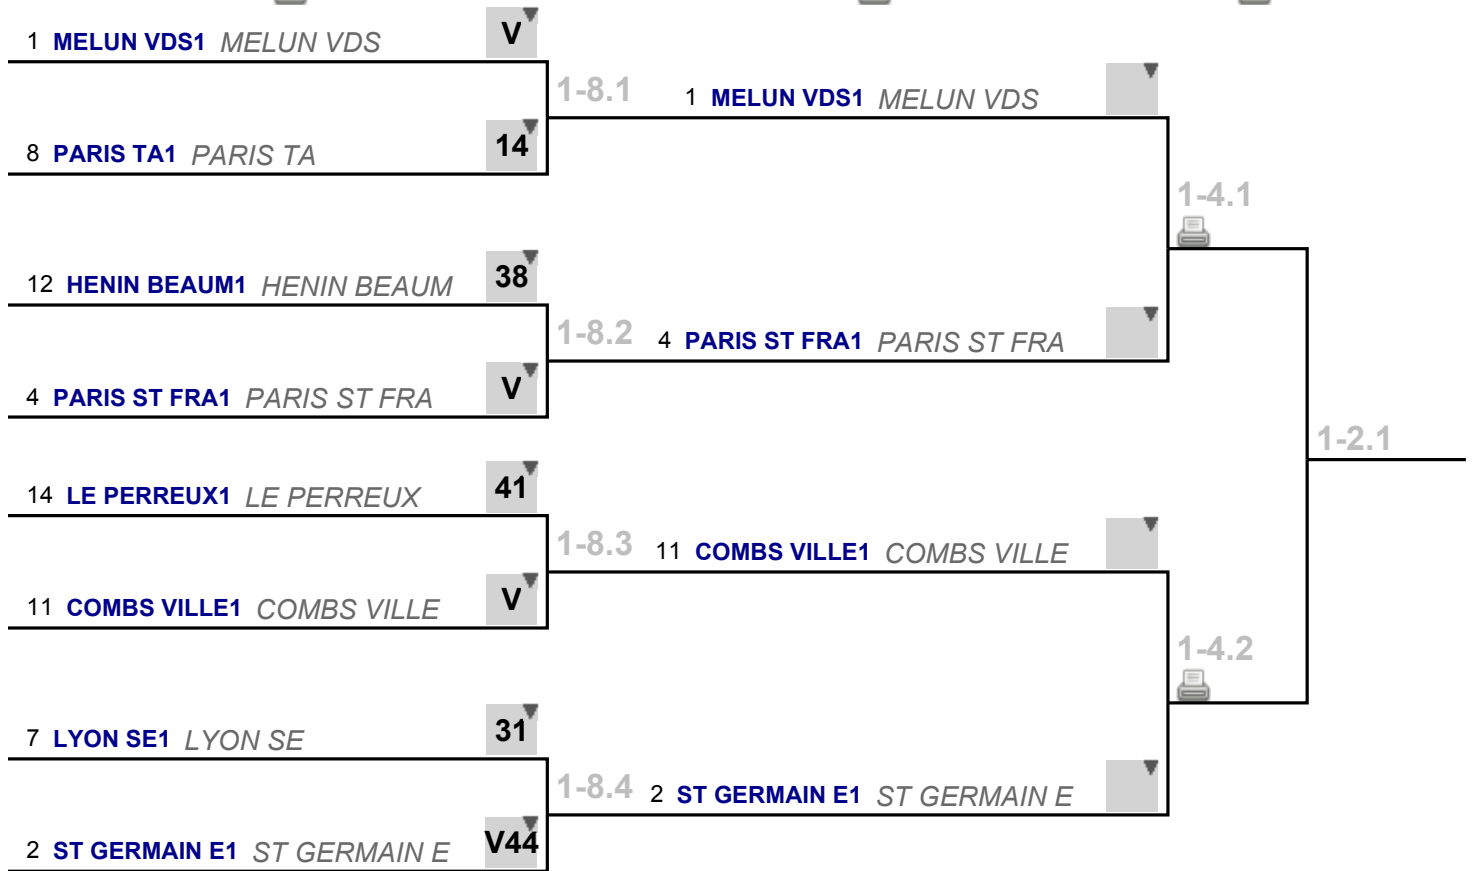 1 MELUN VDS1 MELUN VDS V
1-8.1
8 PARIS TA1 PARIS TA 14
12 HENIN BEAUM1 HENIN BEAUM 38
1-8.2
4 PARIS ST FRA1 PARIS ST FRA V
14 LE PERREUX1 LE PERREUX 41
1-8.3
11 COMBS VILLE1 COMBS VILLE V
7 LYON SE1 LYON SE 31
1-8.4
2 ST GERMAIN E1 ST GERMAIN E V44
1 MELUN VDS1 MELUN VDS
1-4.1
4 PARIS ST FRA1 PARIS ST FRA
11 COMBS VILLE1 COMBS VILLE
1-4.2
2 ST GERMAIN E1 ST GERMAIN E
1-2.1